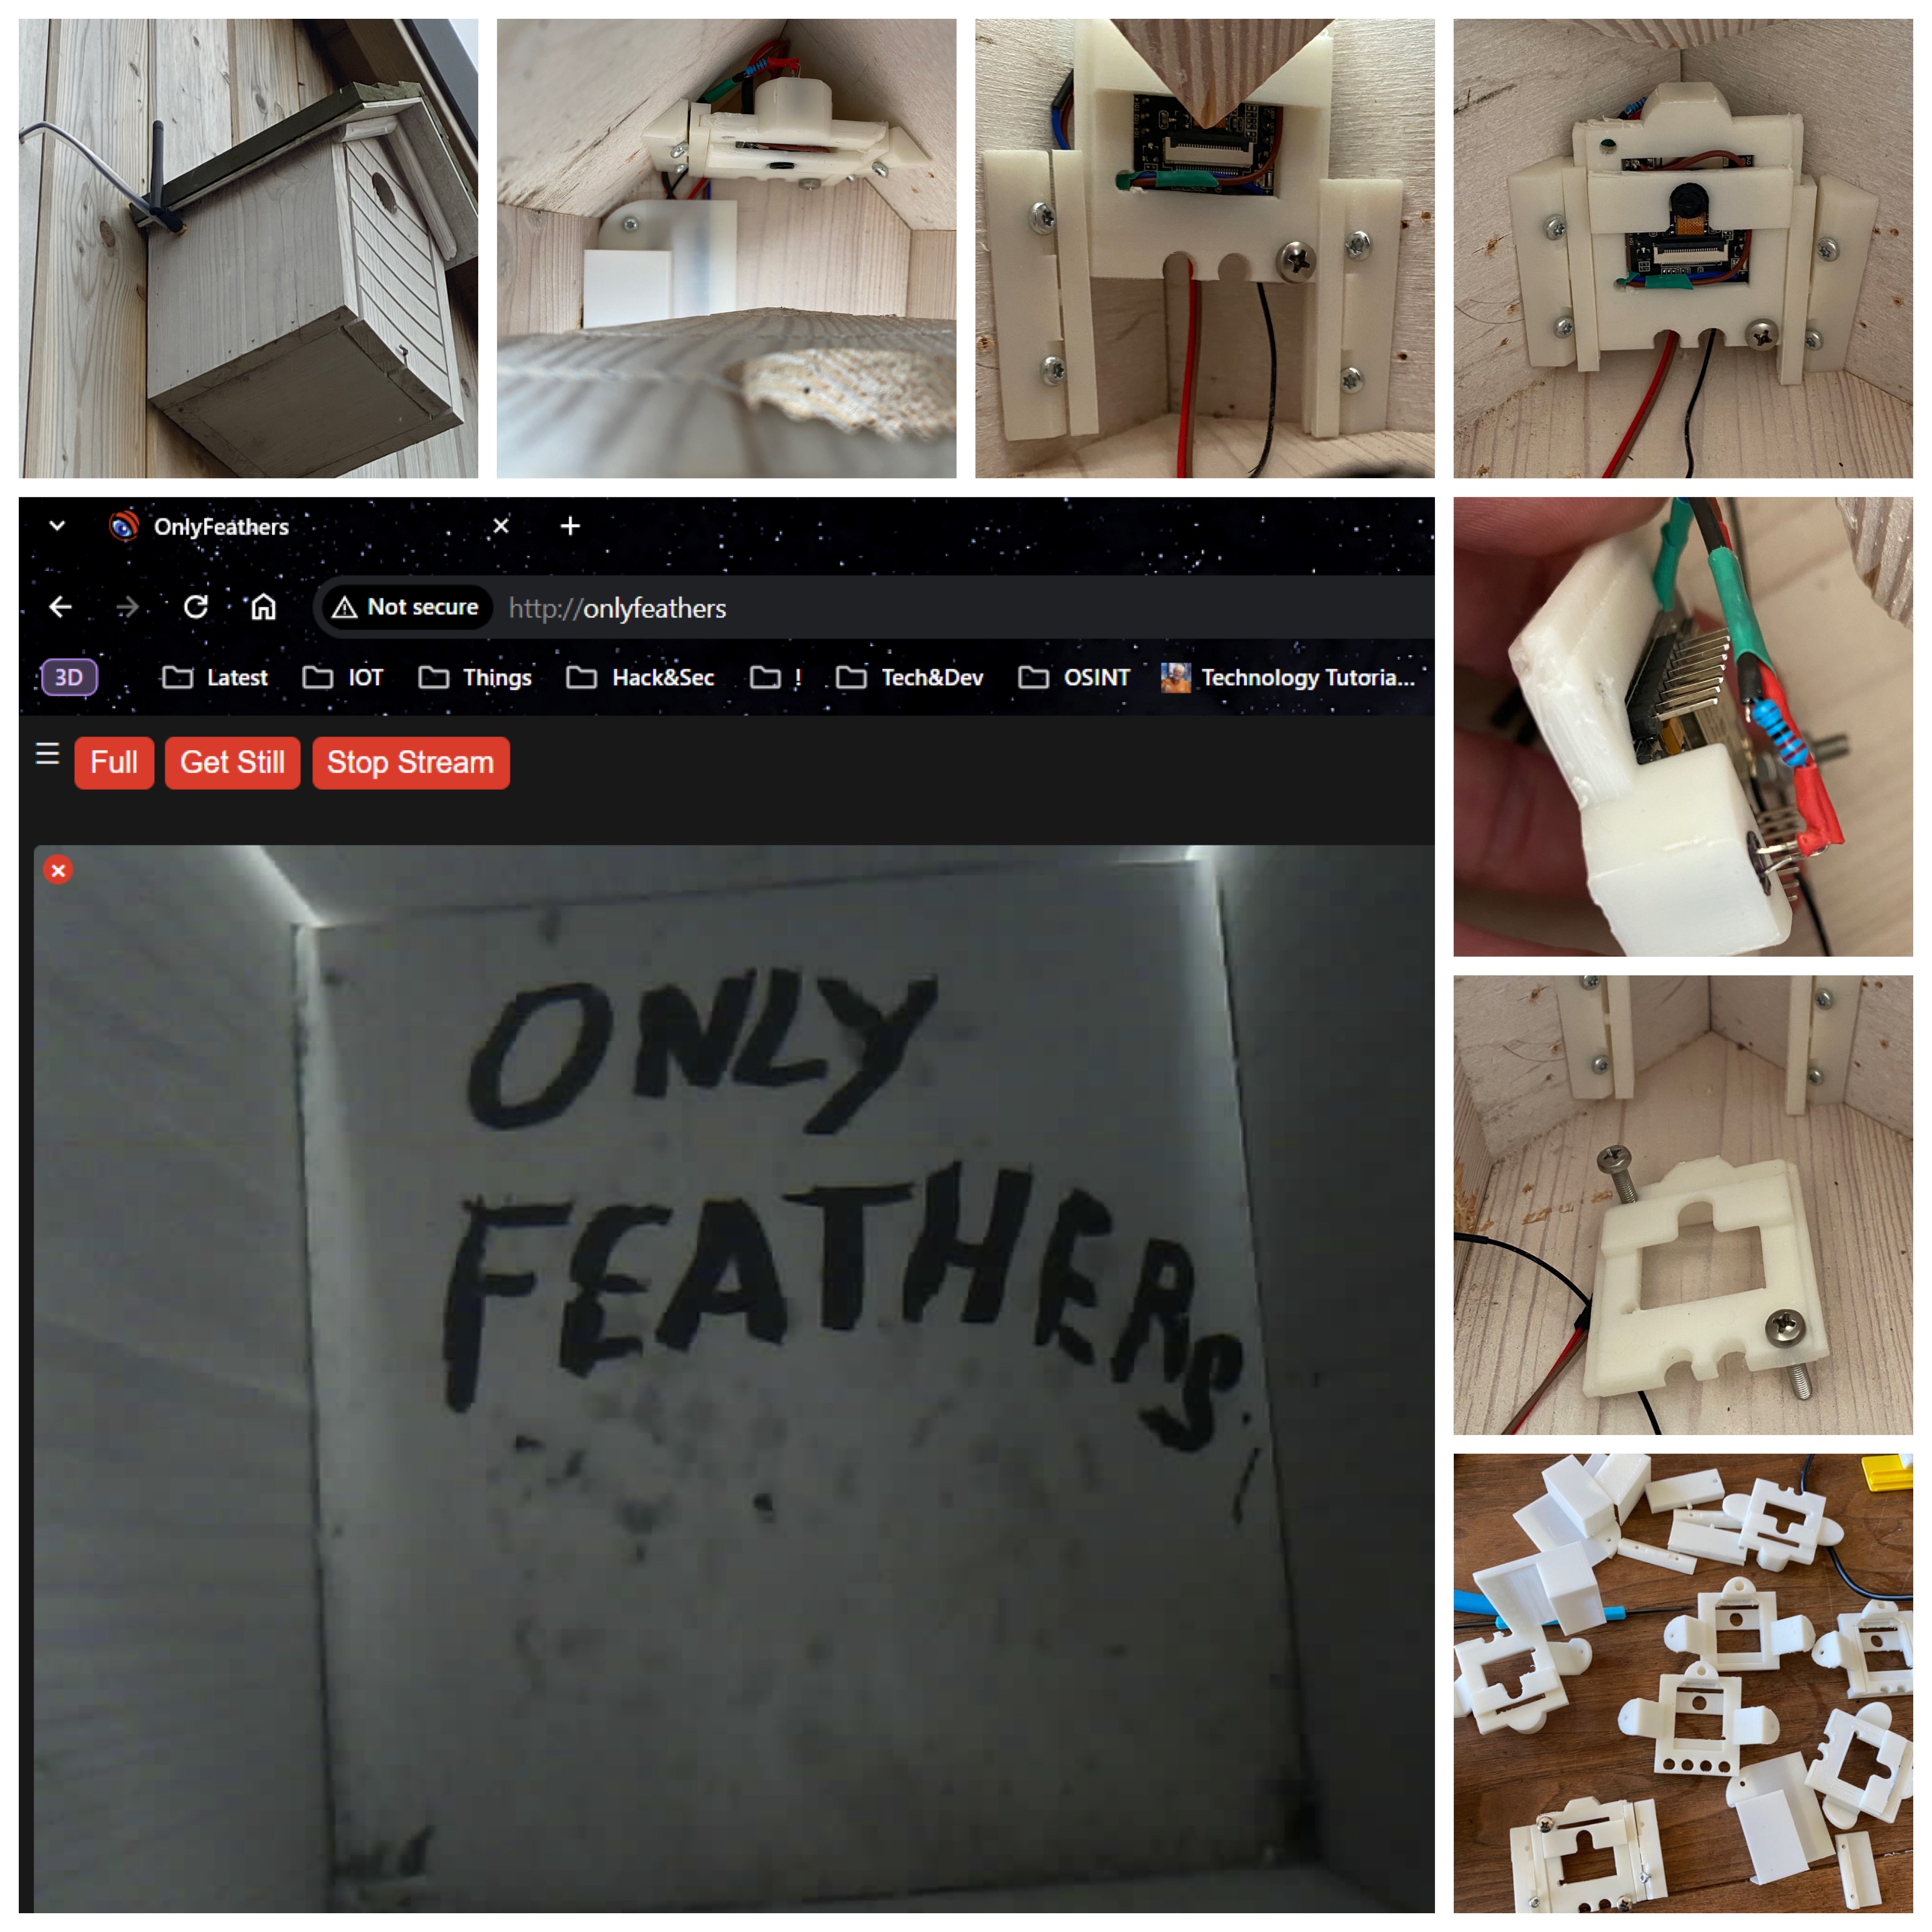 OnlyFeathers
Not secure http://onlyfeathers
3D Latest IOT Things Hack&Sec ! Tech&Dev OSINT Technology Tutoria...
Full Get Still Stop Stream
ONLY
FEATHERS!